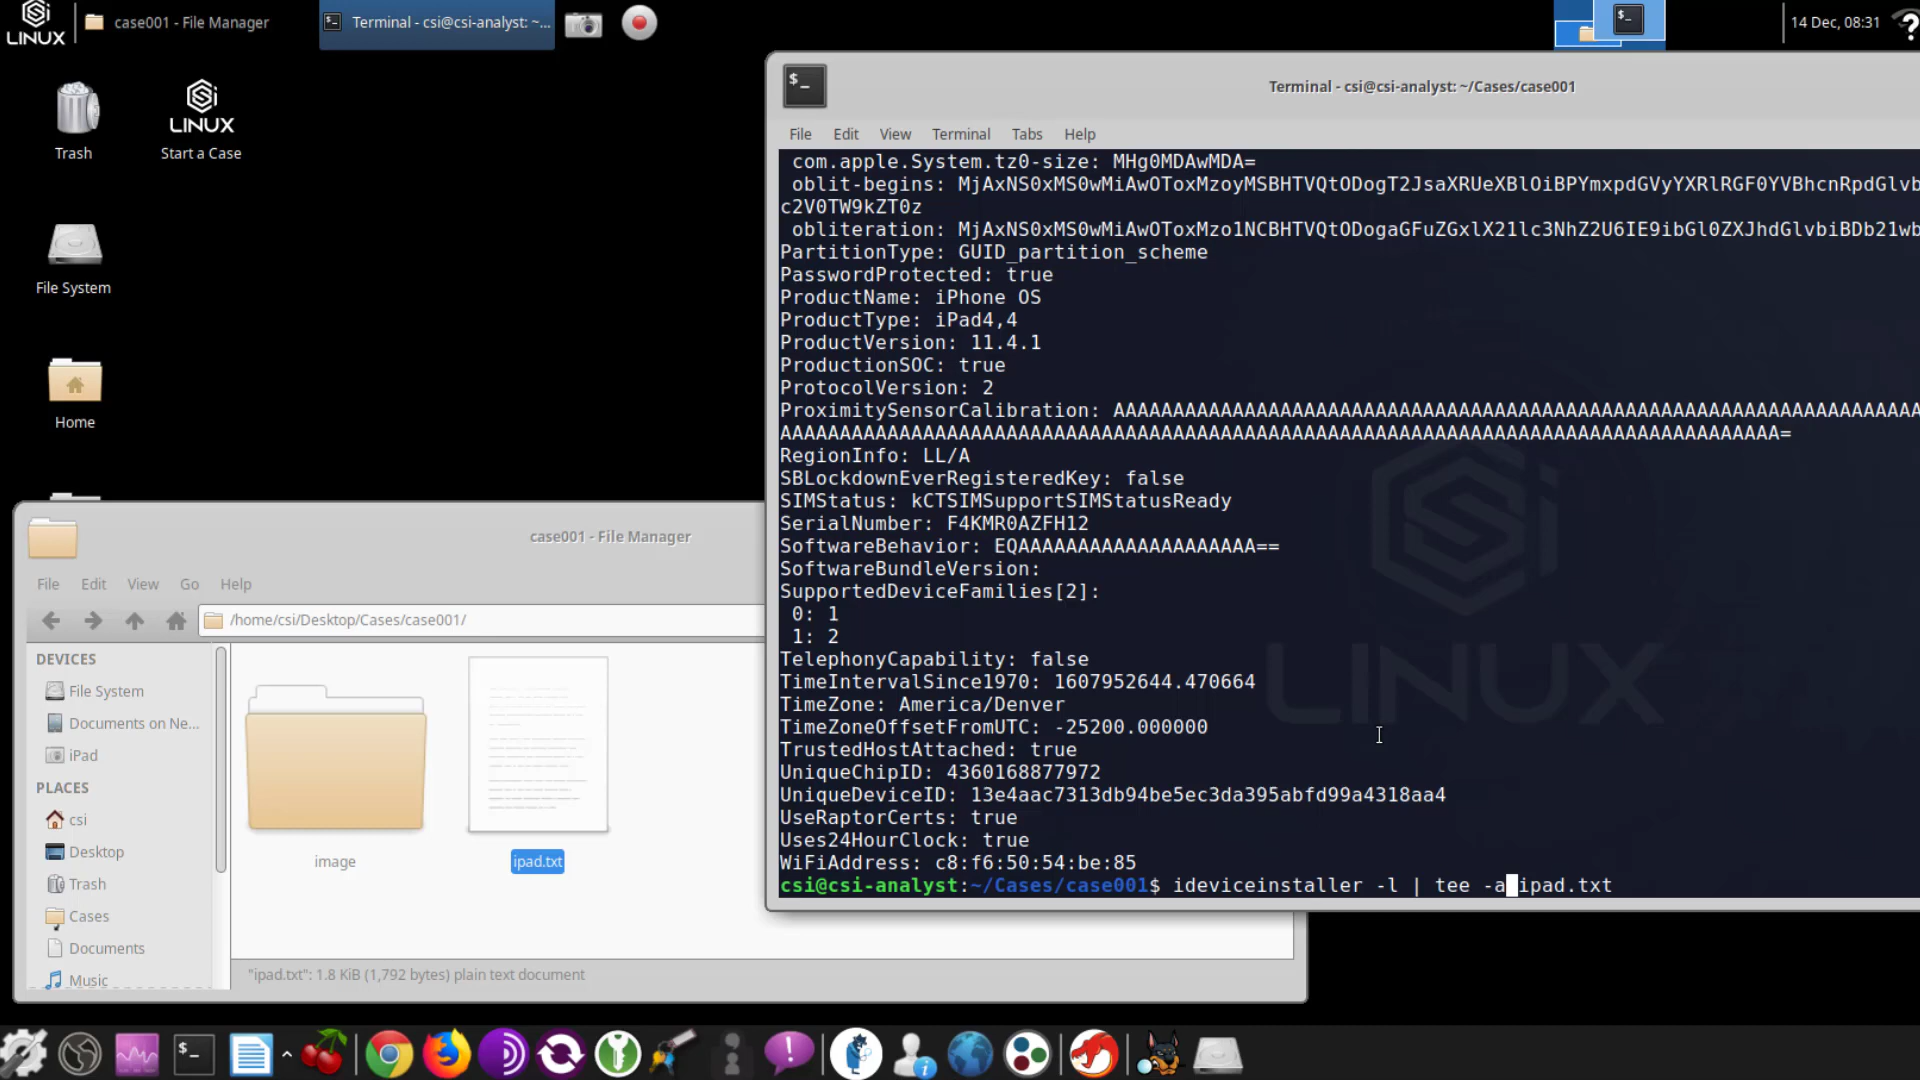 LINUX
case001 - File Manager
Terminal - csi@csi-analyst: ~...
14 Dec, 08:31
Trash
LINUX
Start a Case
File System
Home
Terminal - csi@csi-analyst: ~/Cases/case001
File Edit View Terminal Tabs Help
com.apple.System.tz0-size: MHg0MDAwMDA=
oblit-begins: MjAxNS0xMS0wMiAwOToxMzoyMSBHTVQtODogT2JsaXRUeXBlOiBPYmxpdGVyYXRlRGF0YVBhcnRpdGlvb
c2V0TW9kZT0z
obliteration: MjAxNS0xMS0wMiAwOToxMzo1NCBHTVQtODogaGFuZGxlX21lc3NhZ2U6IE9ibGl0ZXJhdGlvbiBDb21wb
PartitionType: GUID_partition_scheme
PasswordProtected: true
ProductName: iPhone OS
ProductType: iPad4,4
ProductVersion: 11.4.1
ProductionSOC: true
ProtocolVersion: 2
ProximitySensorCalibration:
RegionInfo: LL/A
SBLockdownEverRegisteredKey: false
SIMStatus: kCTSIMSupportSIMStatusReady
SerialNumber: F4KMR0AZFH12
SoftwareBehavior: EQAAAAAAAAAAAAAAAAAAAA==
SoftwareBundleVersion:
SupportedDeviceFamilies[2]:
0: 1
1: 2
TelephonyCapability: false
TimeIntervalSince1970: 1607952644.470664
TimeZone: America/Denver
TimeZoneOffsetFromUTC: -25200.000000
TrustedHostAttached: true
UniqueChipID: 4360168877972
UniqueDeviceID: 13e4aac7313db94be5ec3da395abfd99a4318aa4
UseRaptorCerts: true
Uses24HourClock: true
WiFiAddress: c8:f6:50:54:be:85
csi@csi-analyst:~/Cases/case001$ ideviceinstaller -l | tee -a ipad.txt
LINUX
case001 - File Manager
File Edit View Go Help
/home/csi/Desktop/Cases/case001/
DEVICES
File System
Documents on Ne...
iPad
PLACES
csi
Desktop
Trash
Cases
Documents
Music
image
ipad.txt
"ipad.txt": 1.8 KiB (1,792 bytes) plain text document